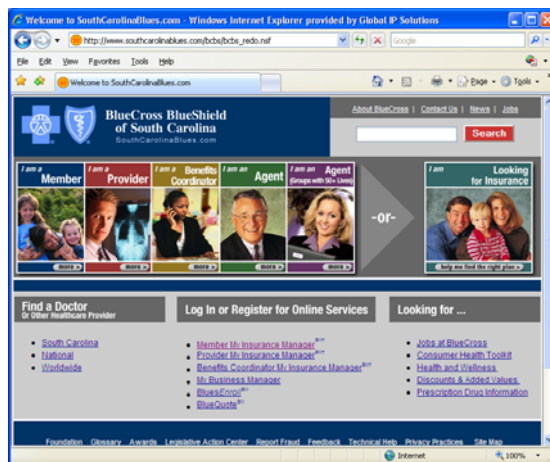 Welcome to SouthCarolinaBlues.com - Windows Internet Explorer provided by Global IP Solutions
http://www.southcarolinablues.com/bcbs/bcbs_redo.nsf
Google
File Edit View Favorites Tools Help
Welcome to SouthCarolinaBlues.com
Page Tools
About BlueCross | Contact Us | News | Jobs
BlueCross BlueShield
of South Carolina
SouthCarolinaBlues.com
Search
I am a Member
more »
I am a Provider
more »
I am a Benefits Coordinator
more »
I am an Agent
more »
I am an Agent
(Groups with 50+ Lives)
more »
-or-
I am Looking
for Insurance
help me find the right plan »
Find a Doctor
Or Other Healthcare Provider
South Carolina
National
Worldwide
Log In or Register for Online Services
Member My Insurance Manager
Provider My Insurance Manager
Benefits Coordinator My Insurance Manager
My Business Manager
BluesEnroll
BlueQuote
Looking for ...
Jobs at BlueCross
Consumer Health Toolkit
Health and Wellness
Discounts & Added Values
Prescription Drug Information
Foundation Glossary Awards Legislative Action Center Report Fraud Feedback Technical Help Privacy Practices Site Map
Internet 100%